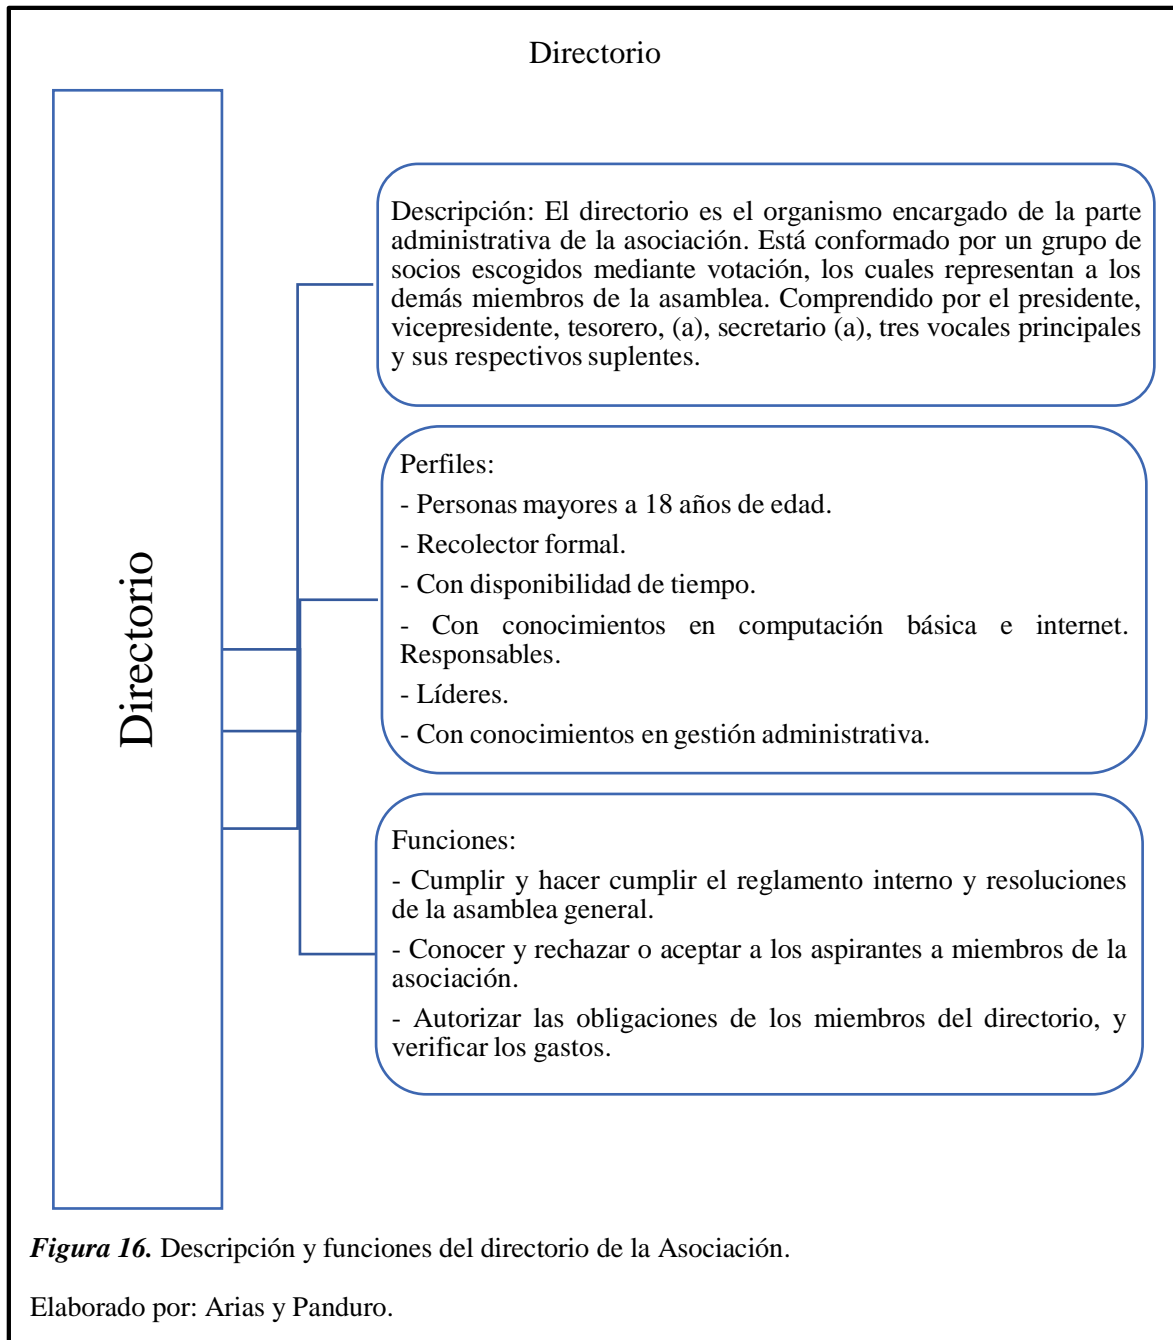 Directorio
Directorio
Descripción: El directorio es el organismo encargado de la parte
administrativa de la asociación. Está conformado por un grupo de
socios escogidos mediante votación, los cuales representan a los
demás miembros de la asamblea. Comprendido por el presidente,
vicepresidente, tesorero, (a), secretario (a), tres vocales principales
y sus respectivos suplentes.
Perfiles:
- Personas mayores a 18 años de edad.
- Recolector formal.
- Con disponibilidad de tiempo.
- Con conocimientos en computación básica e internet.
Responsables.
- Líderes.
- Con conocimientos en gestión administrativa.
Funciones:
- Cumplir y hacer cumplir el reglamento interno y resoluciones
de la asamblea general.
- Conocer y rechazar o aceptar a los aspirantes a miembros de la
asociación.
- Autorizar las obligaciones de los miembros del directorio, y
verificar los gastos.
Figura 16. Descripción y funciones del directorio de la Asociación.
Elaborado por: Arias y Panduro.